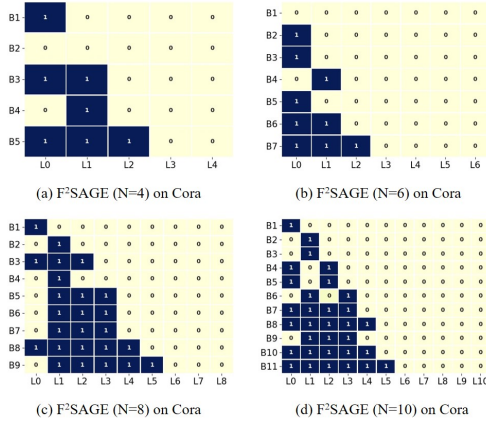 B1 1 0 0 0 0
B2 0 0 0 0 0
B3 1 1 0 0 0
B4 0 1 0 0 0
B5 1 1 1 0 0
L0 L1 L2 L3 L4
(a) F²SAGE (N=4) on Cora
B1 0 0 0 0 0 0 0
B2 1 0 0 0 0 0 0
B3 1 0 0 0 0 0 0
B4 0 1 0 0 0 0 0
B5 1 0 0 0 0 0 0
B6 1 1 0 0 0 0 0
B7 1 1 1 0 0 0 0
L0 L1 L2 L3 L4 L5 L6
(b) F²SAGE (N=6) on Cora
B1 1 0 0 0 0 0 0 0 0
B2 0 1 0 0 0 0 0 0 0
B3 1 1 1 0 0 0 0 0 0
B4 0 1 0 0 0 0 0 0 0
B5 0 1 1 1 0 0 0 0 0
B6 0 1 1 1 0 0 0 0 0
B7 0 1 1 1 0 0 0 0 0
B8 1 1 1 1 1 0 0 0 0
B9 0 1 1 1 1 1 0 0 0
L0 L1 L2 L3 L4 L5 L6 L7 L8
(c) F²SAGE (N=8) on Cora
B1 1 0 0 0 0 0 0 0 0 0 0
B2 0 1 0 0 0 0 0 0 0 0 0
B3 0 1 0 0 0 0 0 0 0 0 0
B4 1 0 1 0 0 0 0 0 0 0 0
B5 1 0 1 0 0 0 0 0 0 0 0
B6 0 1 0 1 0 0 0 0 0 0 0
B7 1 1 1 1 0 0 0 0 0 0 0
B8 1 1 1 1 1 0 0 0 0 0 0
B9 0 1 1 1 0 0 0 0 0 0 0
B10 1 1 1 1 1 0 0 0 0 0 0
B11 1 1 1 1 1 1 0 0 0 0 0
L0 L1 L2 L3 L4 L5 L6 L7 L8 L9 L10
(d) F²SAGE (N=10) on Cora